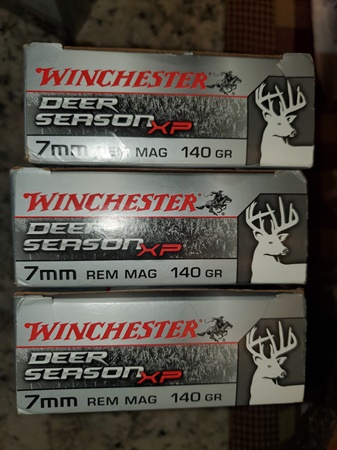 WINCHESTER
DEER
SEASON XP
7mm REM MAG 140 GR
WINCHESTER
DEER
SEASON XP
7mm REM MAG 140 GR
WINCHESTER
DEER
SEASON XP
7mm REM MAG 140 GR